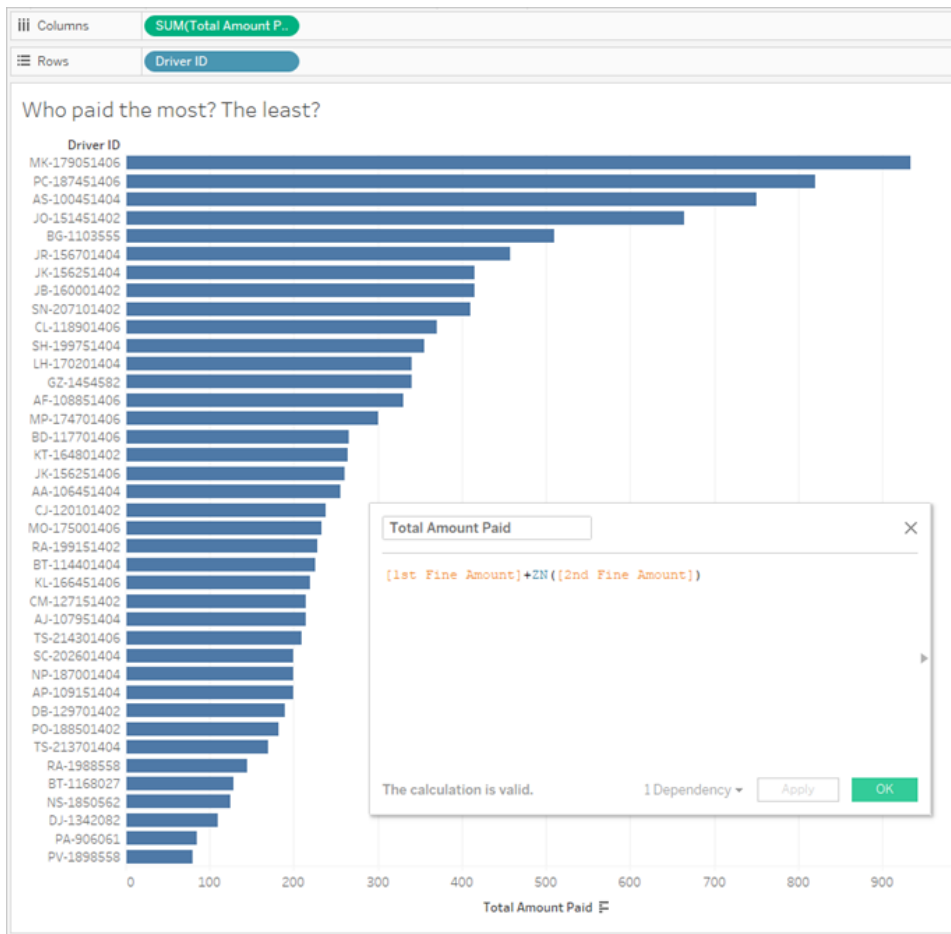 Columns
SUM(Total Amount P..
Rows
Driver ID
Who paid the most? The least?
Driver ID
MK-179051406
PC-187451406
AS-100451404
JO-151451402
BG-1103555
JR-156701404
JK-156251404
JB-160001402
SN-207101402
CL-118901406
SH-199751404
LH-170201404
GZ-1454582
AF-108851406
MP-174701406
BD-117701406
KT-164801402
JK-156251406
AA-106451404
CJ-120101402
MO-175001406
RA-199151402
BT-114401404
KL-166451406
CM-127151402
AJ-107951404
TS-214301406
SC-202601404
NP-187001404
AP-109151404
DB-129701402
PO-188501402
TS-213701404
RA-1988558
BT-1168027
NS-1850562
DJ-1342082
PA-906061
PV-1898558
0 100 200 300 400 500 600 700 800 900
Total Amount Paid
Total Amount Paid
[1st Fine Amount]+ZN([2nd Fine Amount])
The calculation is valid.
1 Dependency
Apply
OK